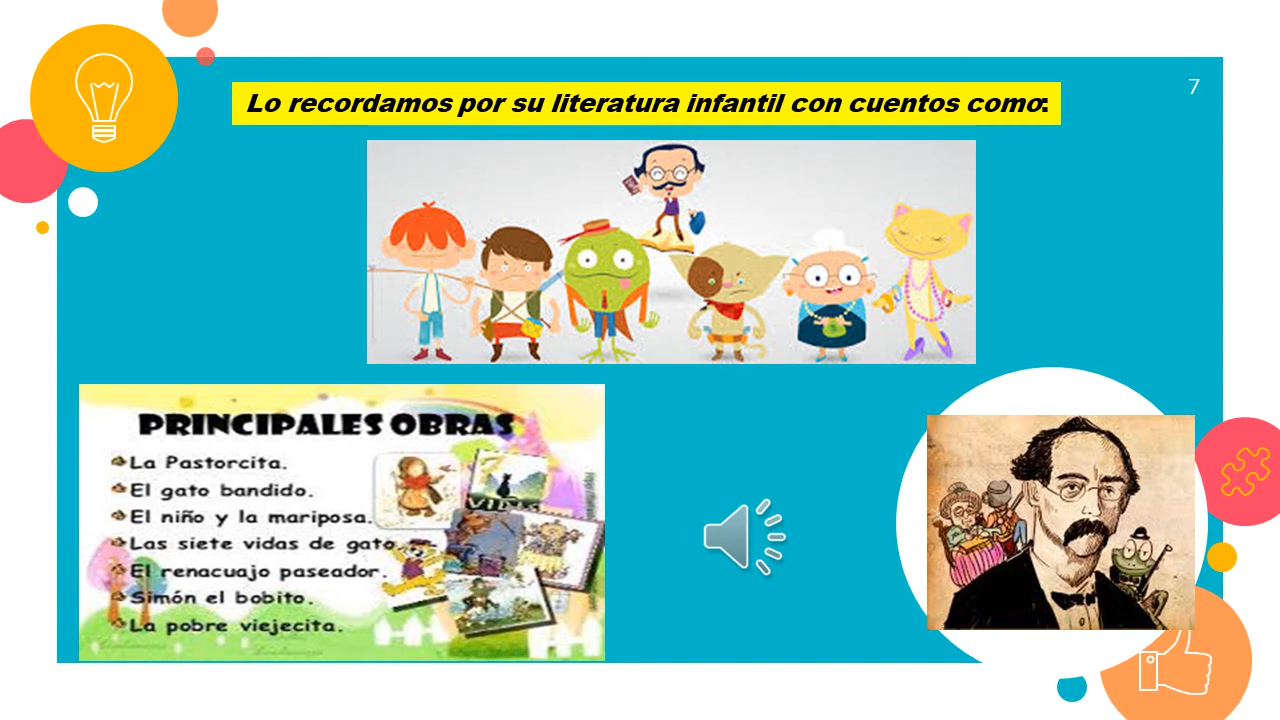 7
Lo recordamos por su literatura infantil con cuentos como:
PRINCIPALES OBRAS
La Pastorcita.
El gato bandido.
El niño y la mariposa.
Las siete vidas de gato.
El renacuajo paseador.
Simón el bobito.
La pobre viejecita.